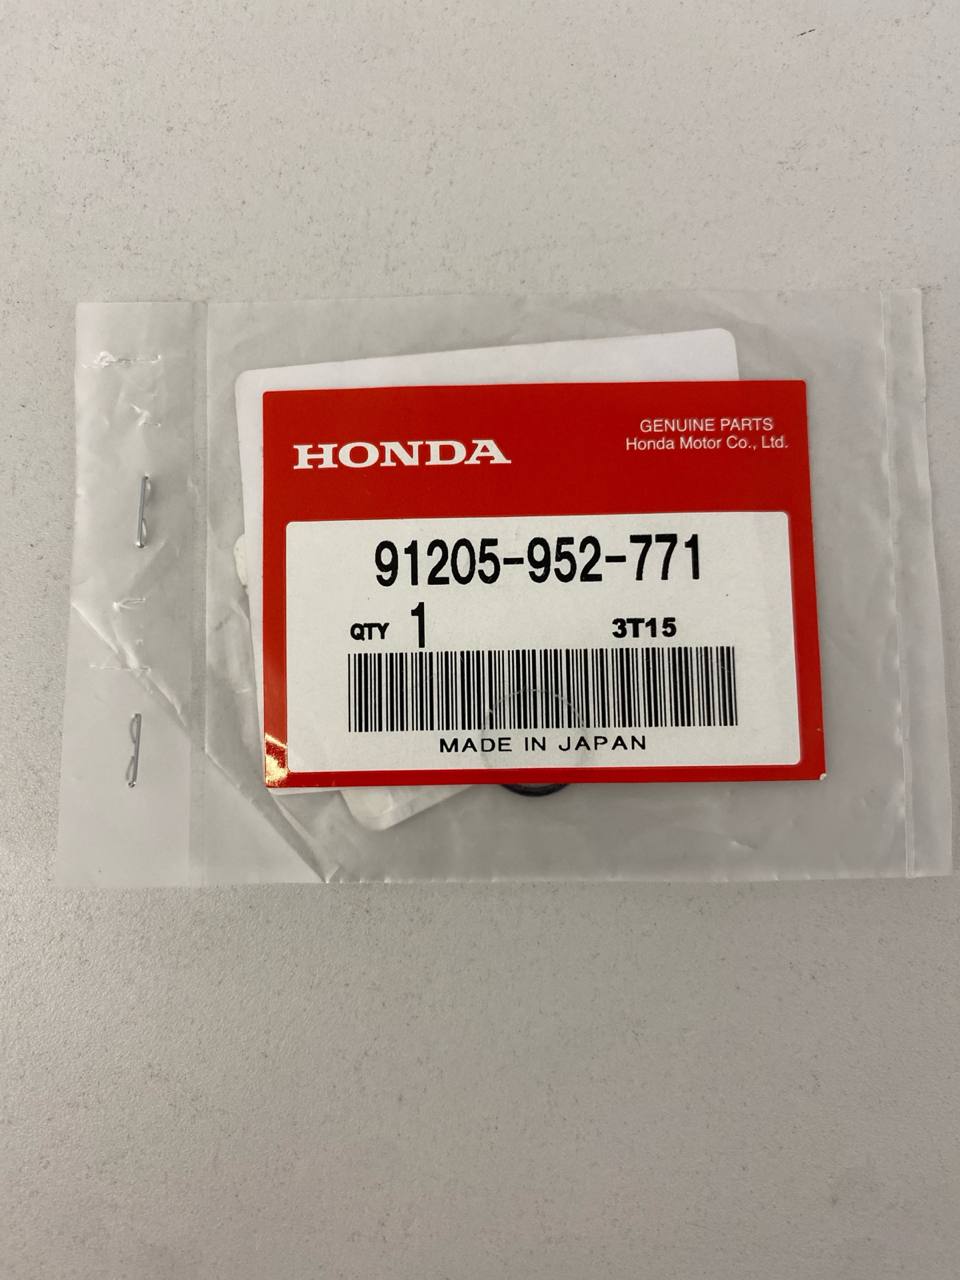 HONDA
GENUINE PARTS
Honda Motor Co., Ltd.
91205-952-771
QTY 1 3T15
MADE IN JAPAN